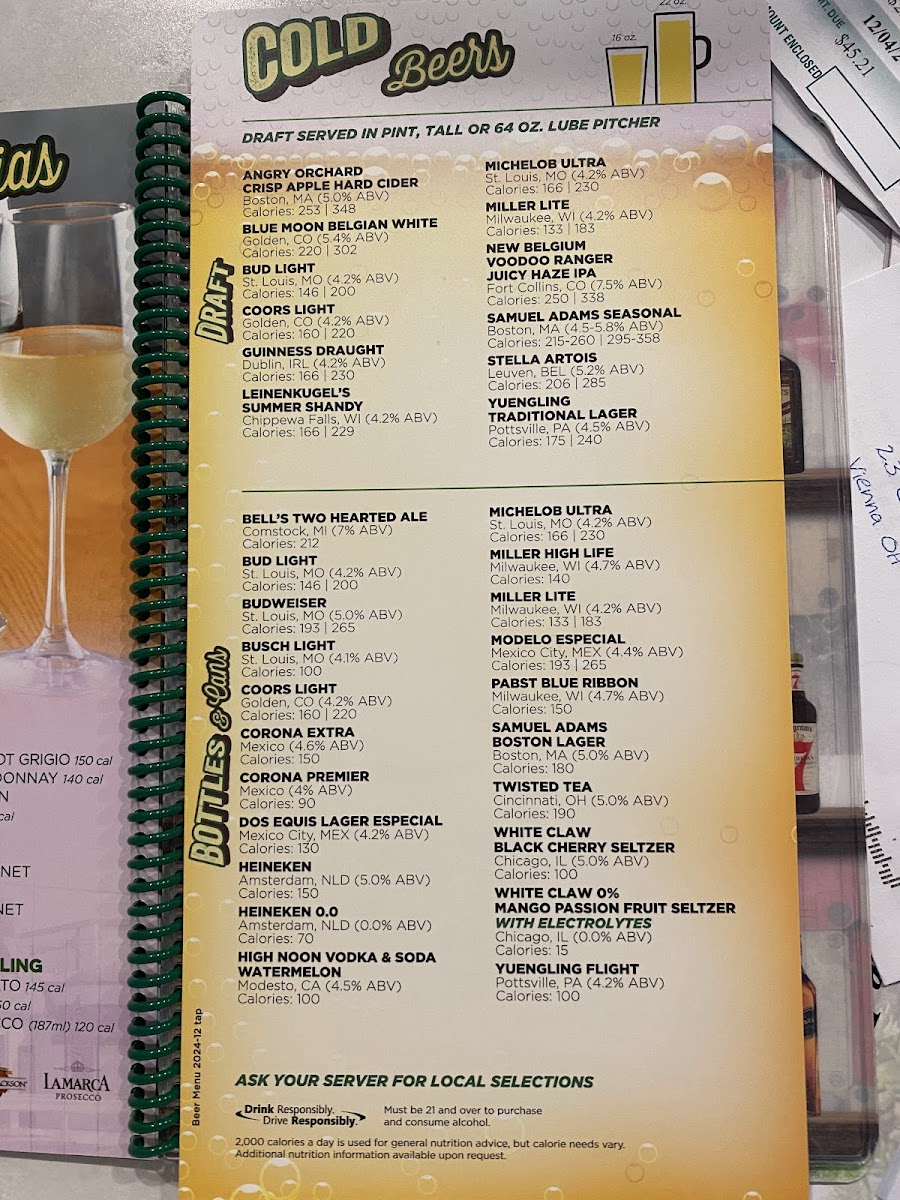 COLD
Beers
16 oz.
22 oz.
DRAFT SERVED IN PINT, TALL OR 64 OZ. LUBE PITCHER
DRAFT
ANGRY ORCHARD
CRISP APPLE HARD CIDER
Boston, MA (5.0% ABV)
Calories: 253 | 348
BLUE MOON BELGIAN WHITE
Golden, CO (5.4% ABV)
Calories: 220 | 302
BUD LIGHT
St. Louis, MO (4.2% ABV)
Calories: 146 | 200
COORS LIGHT
Golden, CO (4.2% ABV)
Calories: 160 | 220
GUINNESS DRAUGHT
Dublin, IRL (4.2% ABV)
Calories: 166 | 230
LEINENKUGEL'S
SUMMER SHANDY
Chippewa Falls, WI (4.2% ABV)
Calories: 166 | 229
MICHELOB ULTRA
St. Louis, MO (4.2% ABV)
Calories: 166 | 230
MILLER LITE
Milwaukee, WI (4.2% ABV)
Calories: 133 | 183
NEW BELGIUM
VOODOO RANGER
JUICY HAZE IPA
Fort Collins, CO (7.5% ABV)
Calories: 250 | 338
SAMUEL ADAMS SEASONAL
Boston, MA (4.5-5.8% ABV)
Calories: 215-260 | 295-358
STELLA ARTOIS
Leuven, BEL (5.2% ABV)
Calories: 206 | 285
YUENGLING
TRADITIONAL LAGER
Pottsville, PA (4.5% ABV)
Calories: 175 | 240
BOTTLES & Cans
BELL'S TWO HEARTED ALE
Comstock, MI (7% ABV)
Calories: 212
BUD LIGHT
St. Louis, MO (4.2% ABV)
Calories: 146 | 200
BUDWEISER
St. Louis, MO (5.0% ABV)
Calories: 193 | 265
BUSCH LIGHT
St. Louis, MO (4.1% ABV)
Calories: 100
COORS LIGHT
Golden, CO (4.2% ABV)
Calories: 160 | 220
CORONA EXTRA
Mexico (4.6% ABV)
Calories: 150
CORONA PREMIER
Mexico (4% ABV)
Calories: 90
DOS EQUIS LAGER ESPECIAL
Mexico City, MEX (4.2% ABV)
Calories: 130
HEINEKEN
Amsterdam, NLD (5.0% ABV)
Calories: 150
HEINEKEN 0.0
Amsterdam, NLD (0.0% ABV)
Calories: 70
HIGH NOON VODKA & SODA
WATERMELON
Modesto, CA (4.5% ABV)
Calories: 100
MICHELOB ULTRA
St. Louis, MO (4.2% ABV)
Calories: 166 | 230
MILLER HIGH LIFE
Milwaukee, WI (4.7% ABV)
Calories: 140
MILLER LITE
Milwaukee, WI (4.2% ABV)
Calories: 133 | 183
MODELO ESPECIAL
Mexico City, MEX (4.4% ABV)
Calories: 193 | 265
PABST BLUE RIBBON
Milwaukee, WI (4.7% ABV)
Calories: 150
SAMUEL ADAMS
BOSTON LAGER
Boston, MA (5.0% ABV)
Calories: 180
TWISTED TEA
Cincinnati, OH (5.0% ABV)
Calories: 190
WHITE CLAW
BLACK CHERRY SELTZER
Chicago, IL (5.0% ABV)
Calories: 100
WHITE CLAW 0%
MANGO PASSION FRUIT SELTZER
WITH ELECTROLYTES
Chicago, IL (0.0% ABV)
Calories: 15
YUENGLING FLIGHT
Pottsville, PA (4.2% ABV)
Calories: 100
Beer Menu 2024-12 tap
ASK YOUR SERVER FOR LOCAL SELECTIONS
Drink Responsibly.
Drive Responsibly.
Must be 21 and over to purchase
and consume alcohol.
2,000 calories a day is used for general nutrition advice, but calorie needs vary.
Additional nutrition information available upon request.
ias
OT GRIGIO 150 cal
DONNAY 140 cal
N
cal
NET
NET
LING
TO 145 cal
50 cal
CCO (187ml) 120 cal
JACKSON
LAMARCA
PROSECCO
DUE
12/04/2
$45.21
OUNT ENCLOSED
23
Vienna OH
7